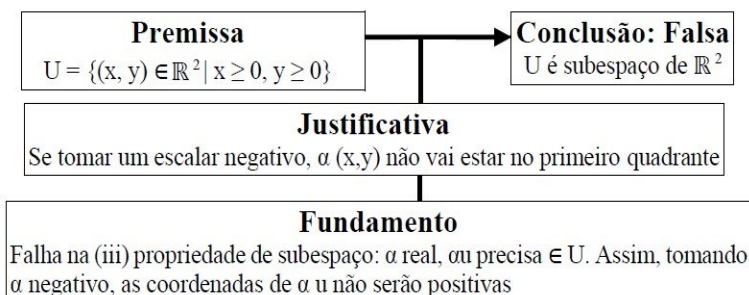 Premissa
U = {(x, y) ∈ ℝ² | x ≥ 0, y ≥ 0}
Conclusão: Falsa
U é subespaço de ℝ²
Justificativa
Se tomar um escalar negativo, α (x,y) não vai estar no primeiro quadrante
Fundamento
Falha na (iii) propriedade de subespaço: α real, αu precisa ∈ U. Assim, tomando
α negativo, as coordenadas de α u não serão positivas